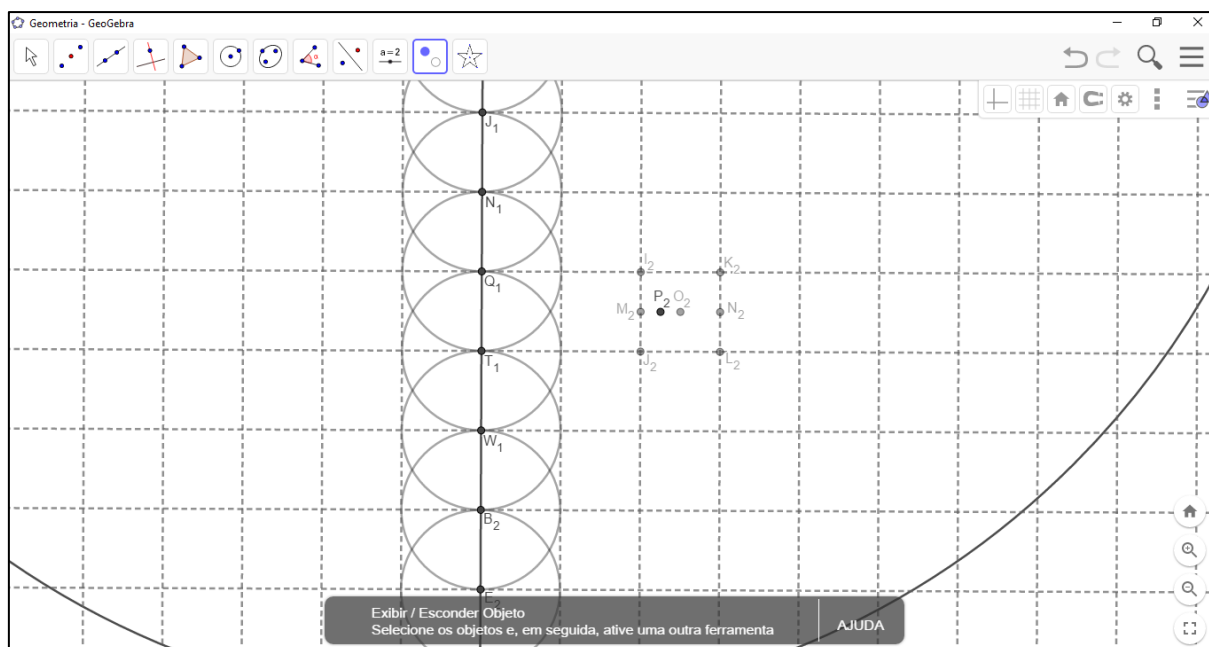 Geometria - GeoGebra
a=2
J1
N1
Q1
I2 K2
P2 O2
M2 N2
T1
J2 L2
W1
B2
E2
Exibir / Esconder Objeto
Selecione os objetos e, em seguida, ative uma outra ferramenta
AJUDA